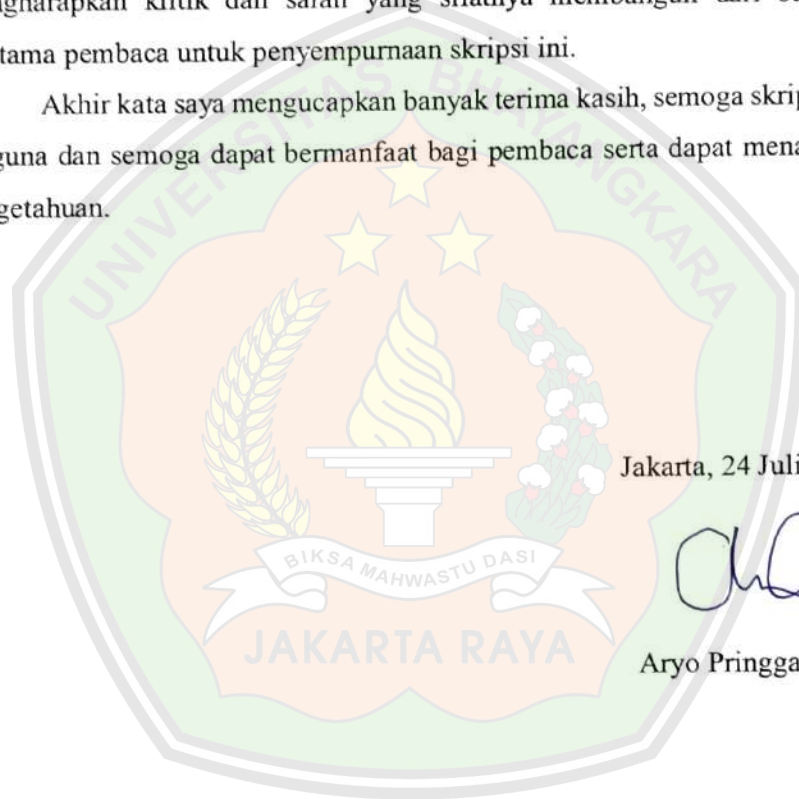 kritik dan saran yang sifatnya membangun dari
tama pembaca untuk penyempurnaan skripsi ini.
Akhir kata saya mengucapkan banyak terima kasih, semoga skrip
guna dan semoga dapat bermanfaat bagi pembaca serta dapat mena
getahuan.
UNIVERSITAS BHAYANGKARA
Jakarta, 24 Juli
BIKSA MAHWASTU DASI
JAKARTA RAYA
Aryo Pringga